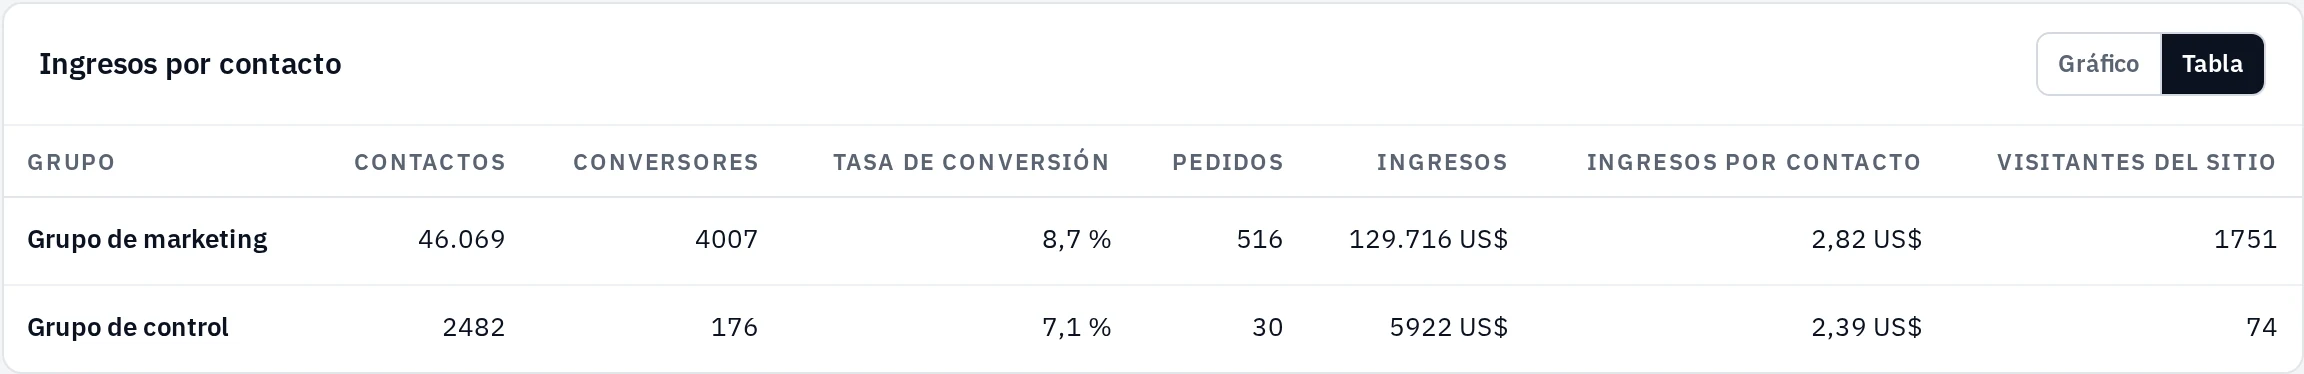 Ingresos por contacto
Gráfico Tabla
GRUPO CONTACTOS CONVERSORES TASA DE CONVERSIÓN PEDIDOS INGRESOS INGRESOS POR CONTACTO VISITANTES DEL SITIO
Grupo de marketing 46.069 4007 8,7 % 516 129.716 US$ 2,82 US$ 1751
Grupo de control 2482 176 7,1 % 30 5922 US$ 2,39 US$ 74